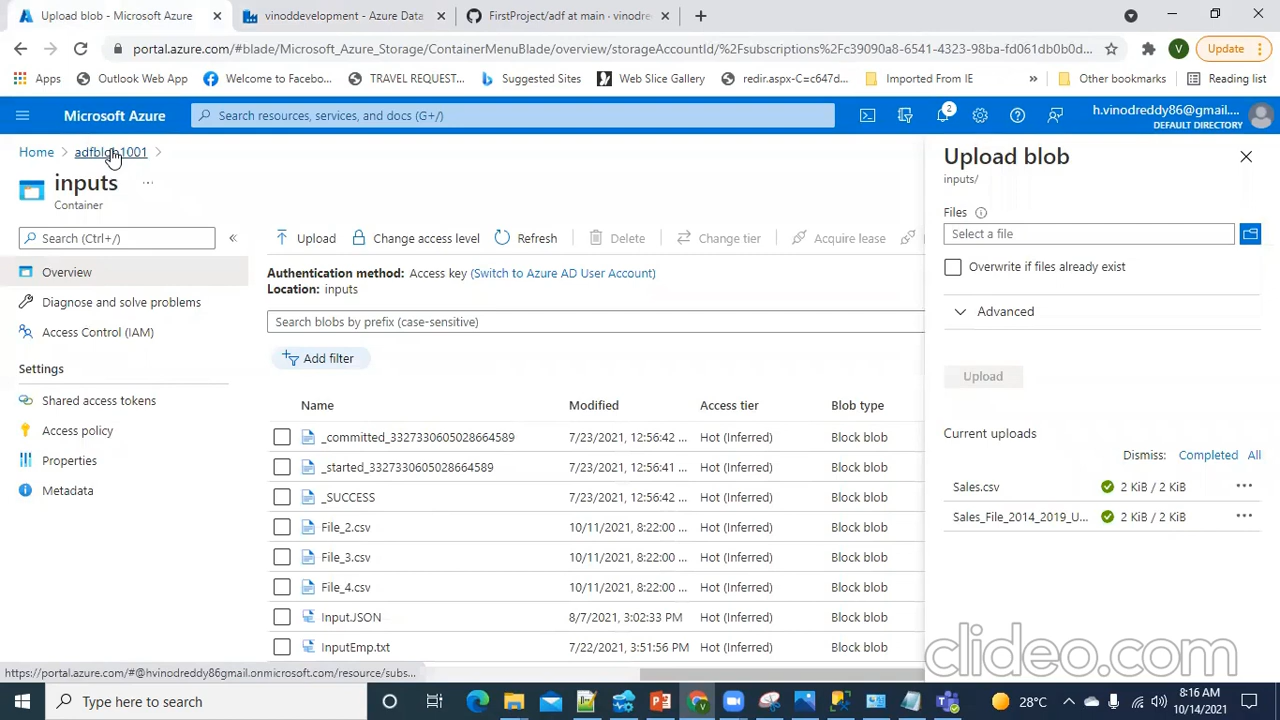 Upload blob - Microsoft Azure
vinoddevelopment - Azure Data
FirstProject/adf at main · vinodre
portal.azure.com/#blade/Microsoft_Azure_Storage/ContainerMenuBlade/overview/storageAccountId/%2Fsubscriptions%2Fc39090a8-6541-4323-98ba-fd061db0b0d...
V
Update
Apps
Outlook Web App
Welcome to Facebo...
TRAVEL REQUEST...
Suggested Sites
Web Slice Gallery
redir.aspx-C=c647d...
Imported From IE
»
Other bookmarks
Reading list
Microsoft Azure
Search resources, services, and docs (G+/)
2
h.vinodreddy86@gmail....
DEFAULT DIRECTORY
Home > adfblob1001 >
inputs ...
Container
Search (Ctrl+/)
«
Overview
Diagnose and solve problems
Access Control (IAM)
Settings
Shared access tokens
Access policy
Properties
Metadata
Upload
Change access level
Refresh
Delete
Change tier
Acquire lease
Authentication method: Access key (Switch to Azure AD User Account)
Location: inputs
Search blobs by prefix (case-sensitive)
Add filter
Name Modified Access tier Blob type
_committed_3327330605028664589 7/23/2021, 12:56:42 ... Hot (Inferred) Block blob
_started_3327330605028664589 7/23/2021, 12:56:41 ... Hot (Inferred) Block blob
_SUCCESS 7/23/2021, 12:56:42 ... Hot (Inferred) Block blob
File_2.csv 10/11/2021, 8:22:00 ... Hot (Inferred) Block blob
File_3.csv 10/11/2021, 8:22:00 ... Hot (Inferred) Block blob
File_4.csv 10/11/2021, 8:22:00 ... Hot (Inferred) Block blob
Input.JSON 8/7/2021, 3:02:33 PM Hot (Inferred) Block blob
InputEmp.txt 7/22/2021, 3:51:56 PM Hot (Inferred) Block blob
Upload blob
inputs/
Files
Select a file
Overwrite if files already exist
Advanced
Upload
Current uploads
Dismiss: Completed All
Sales.csv 2 KiB / 2 KiB ...
Sales_File_2014_2019_U... 2 KiB / 2 KiB ...
clideo.com
https://portal.azure.com/#@hvinodreddy86gmail.onmicrosoft.com/resource/subs...
Type here to search
28°C
8:16 AM
10/14/2021